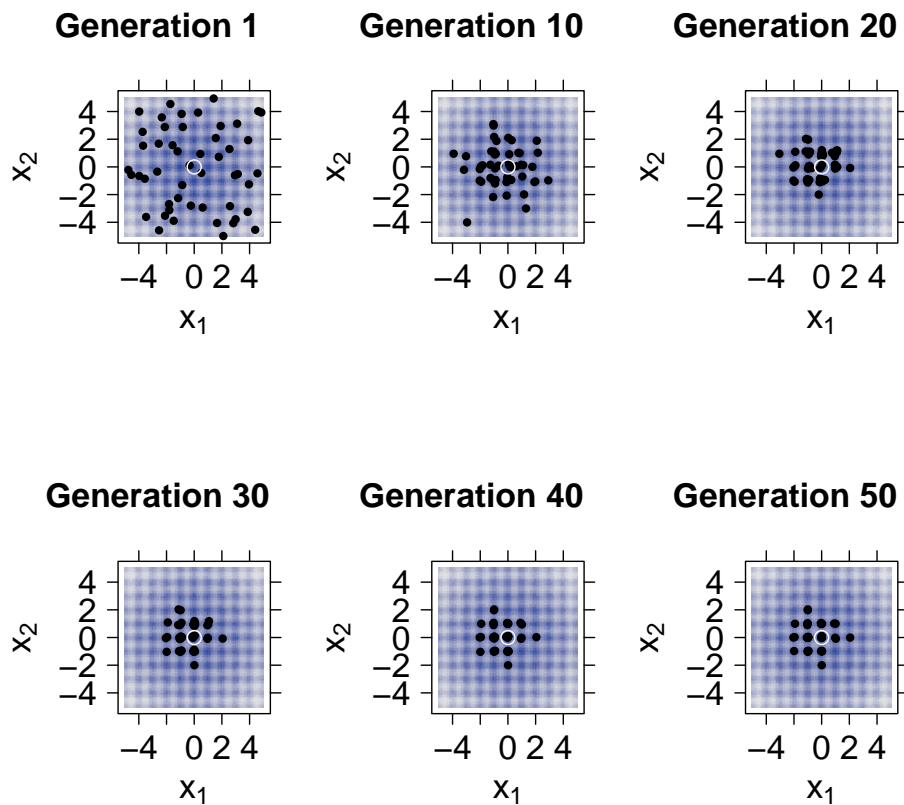 Generation 1
x1
x2
−4 0 2 4
−4
−2
0
2
4
Generation 10
x1
x2
−4 0 2 4
−4
−2
0
2
4
Generation 20
x1
x2
−4 0 2 4
−4
−2
0
2
4
Generation 30
x1
x2
−4 0 2 4
−4
−2
0
2
4
Generation 40
x1
x2
−4 0 2 4
−4
−2
0
2
4
Generation 50
x1
x2
−4 0 2 4
−4
−2
0
2
4